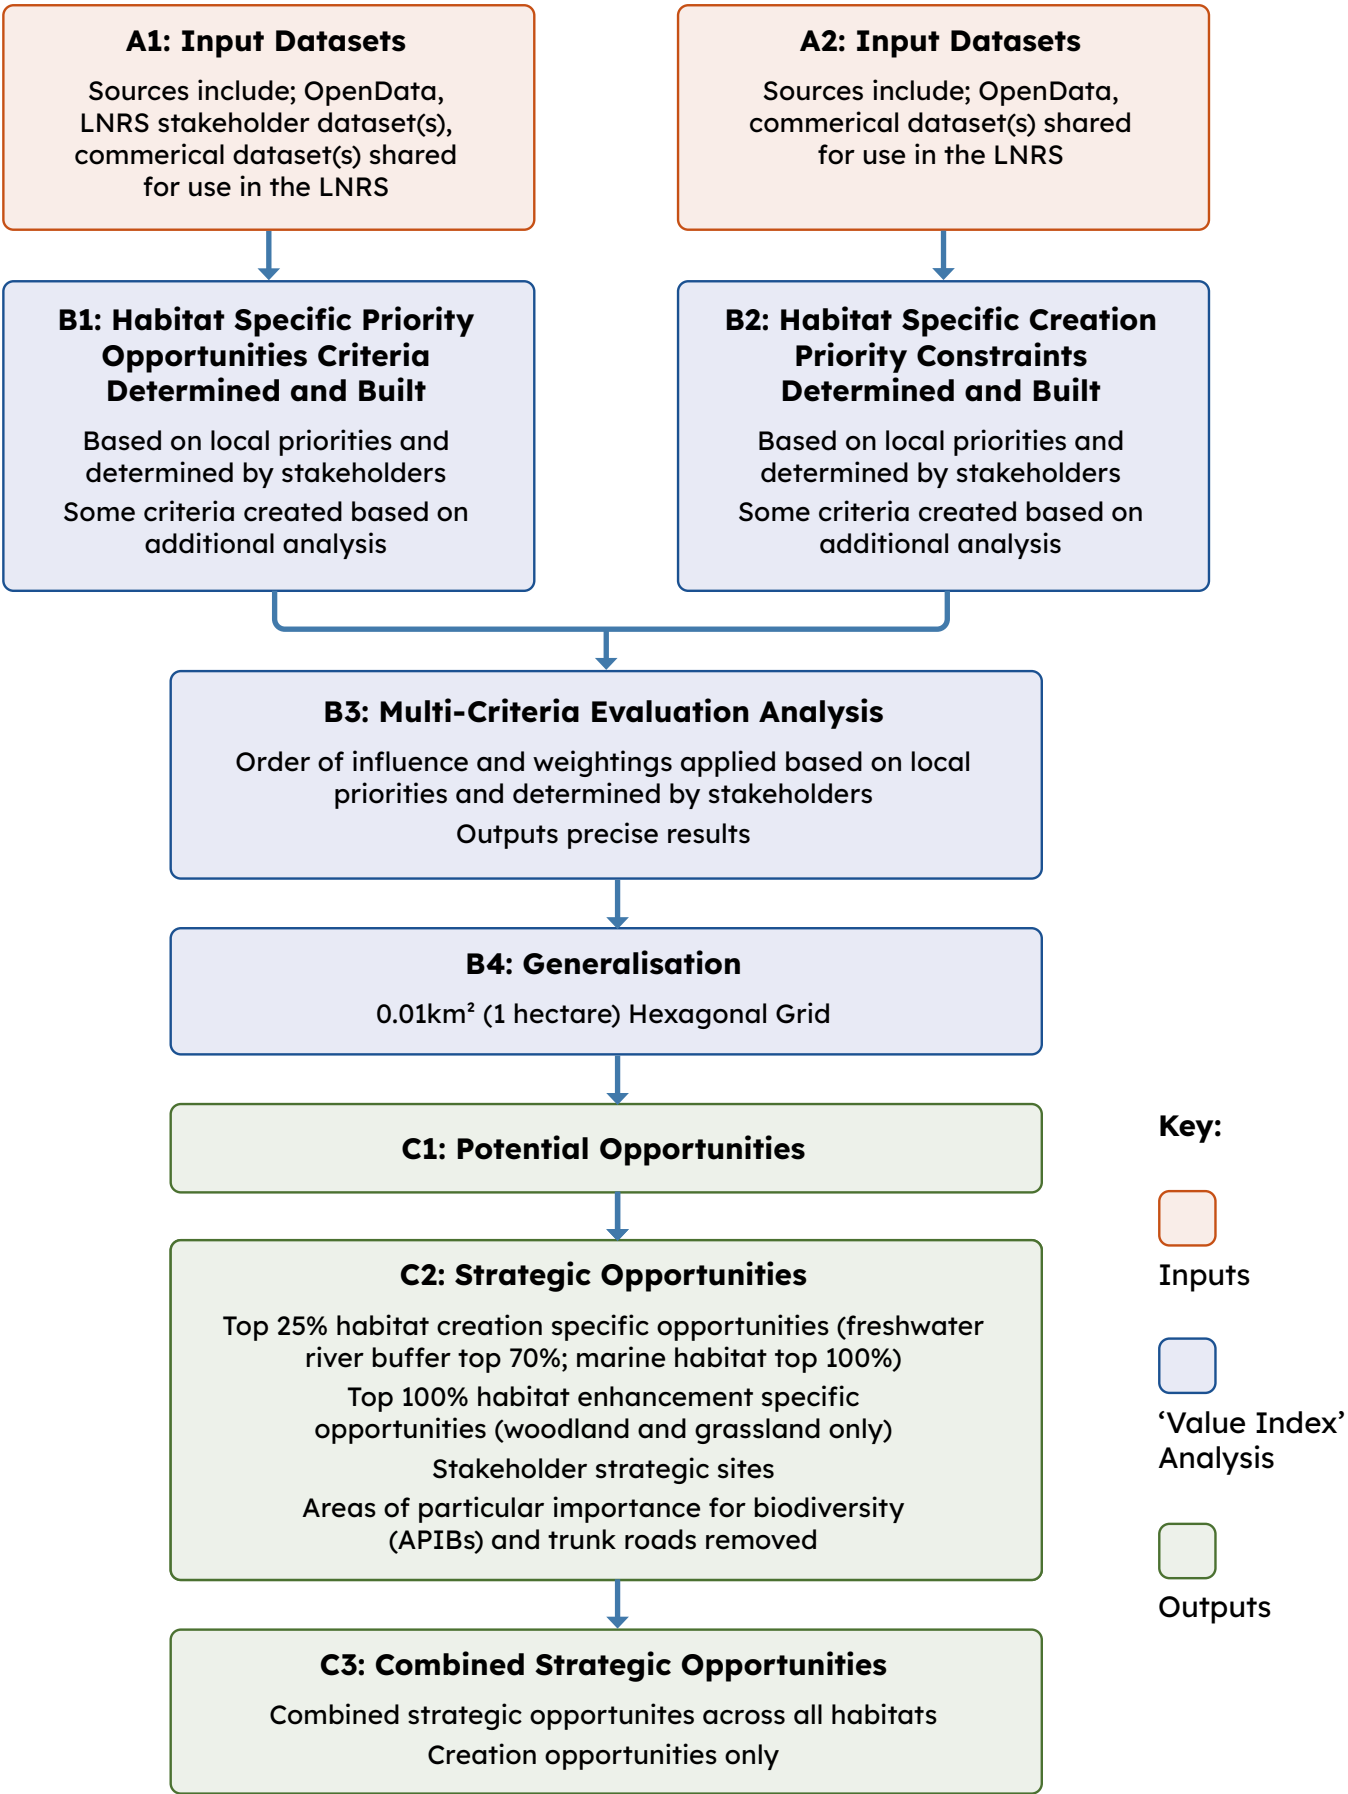 A1: Input Datasets
Sources include; OpenData,
LNRS stakeholder dataset(s),
commerical dataset(s) shared
for use in the LNRS
A2: Input Datasets
Sources include; OpenData,
commerical dataset(s) shared
for use in the LNRS
B1: Habitat Specific Priority
Opportunities Criteria
Determined and Built
Based on local priorities and
determined by stakeholders
Some criteria created based on
additional analysis
B2: Habitat Specific Creation
Priority Constraints
Determined and Built
Based on local priorities and
determined by stakeholders
Some criteria created based on
additional analysis
B3: Multi-Criteria Evaluation Analysis
Order of influence and weightings applied based on local
priorities and determined by stakeholders
Outputs precise results
B4: Generalisation
0.01km² (1 hectare) Hexagonal Grid
C1: Potential Opportunities
C2: Strategic Opportunities
Top 25% habitat creation specific opportunities (freshwater
river buffer top 70%; marine habitat top 100%)
Top 100% habitat enhancement specific
opportunities (woodland and grassland only)
Stakeholder strategic sites
Areas of particular importance for biodiversity
(APIBs) and trunk roads removed
C3: Combined Strategic Opportunities
Combined strategic opportunites across all habitats
Creation opportunities only
Key:
Inputs
‘Value Index’
Analysis
Outputs